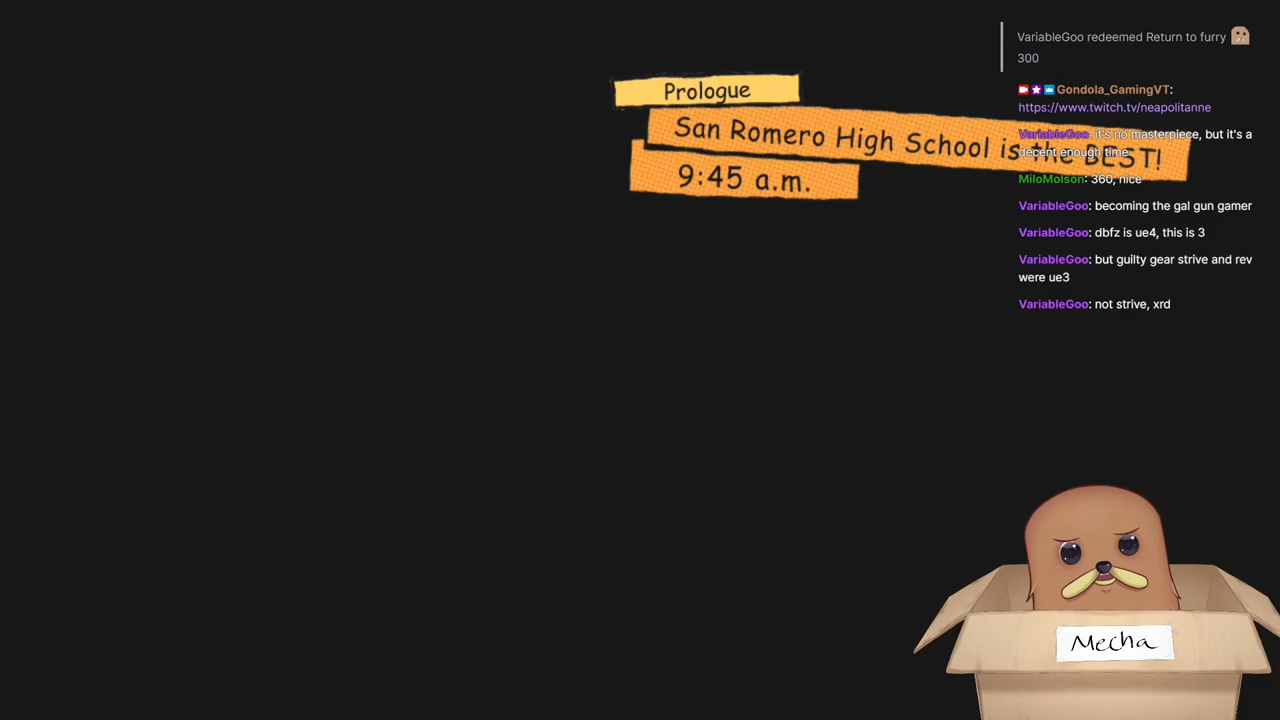 Prologue
San Romero High School is the BEST!
9:45 a.m.
VariableGoo redeemed Return to furry
300
Gondola_GamingVT:
https://www.twitch.tv/neapolitanne
VariableGoo: it's no masterpiece, but it's a
decent enough time
MiloMolson: 360, nice
VariableGoo: becoming the gal gun gamer
VariableGoo: dbfz is ue4, this is 3
VariableGoo: but guilty gear strive and rev
were ue3
VariableGoo: not strive, xrd
Mecha